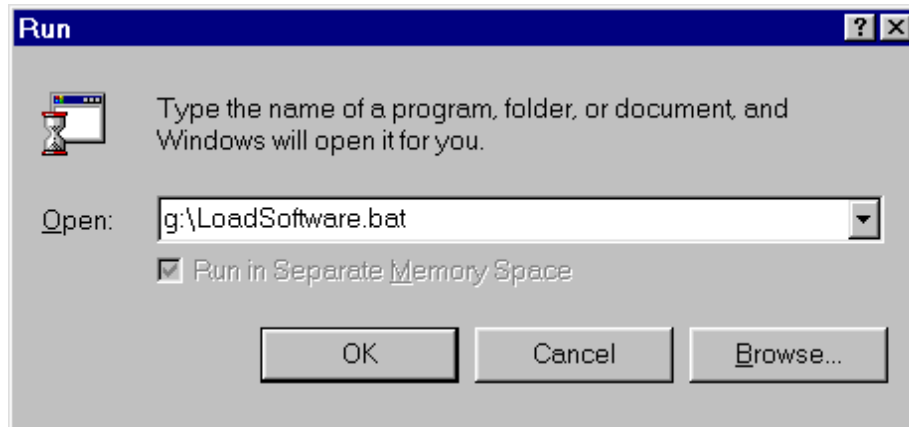 Run
Type the name of a program, folder, or document, and
Windows will open it for you.
Open: g:\LoadSoftware.bat
Run in Separate Memory Space
OK Cancel Browse...